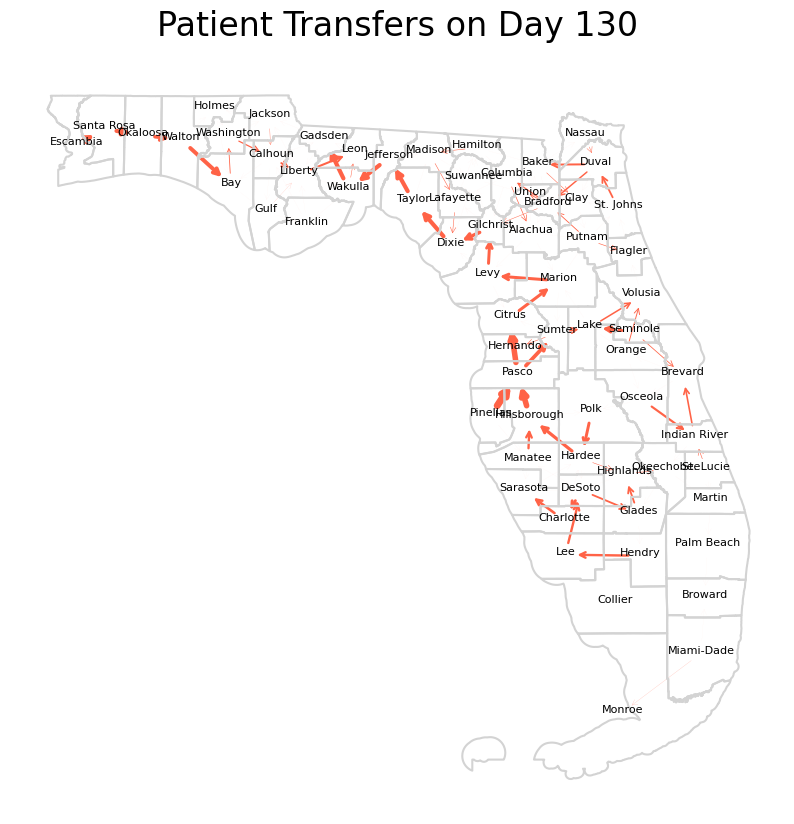 Patient Transfers on Day 130
Holmes
Jackson
Santa Rosa
Okaloosa
Walton
Washington
Escambia
Calhoun
Gadsden
Leon
Jefferson
Madison
Hamilton
Nassau
Liberty
Bay
Wakulla
Suwannee
Columbia
Baker
Duval
Gulf
Franklin
Taylor
Lafayette
Union
Bradford
Clay
St. Johns
Gilchrist
Alachua
Putnam
Dixie
Flagler
Levy
Marion
Volusia
Citrus
Sumter
Lake
Seminole
Hernando
Orange
Pasco
Brevard
Osceola
Polk
Pinellas
Hillsborough
Indian River
Manatee
Hardee
Highlands
Okeechobee
St. Lucie
Sarasota
DeSoto
Martin
Charlotte
Glades
Lee
Hendry
Palm Beach
Collier
Broward
Miami-Dade
Monroe